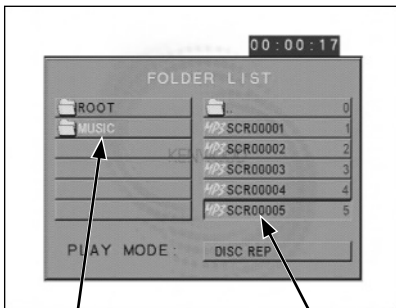 00:00:17
FOLDER LIST
ROOT
MUSIC
.. 0
MP3 SCR00001 1
MP3 SCR00002 2
MP3 SCR00003 3
MP3 SCR00004 4
MP3 SCR00005 5
PLAY MODE: DISC REP